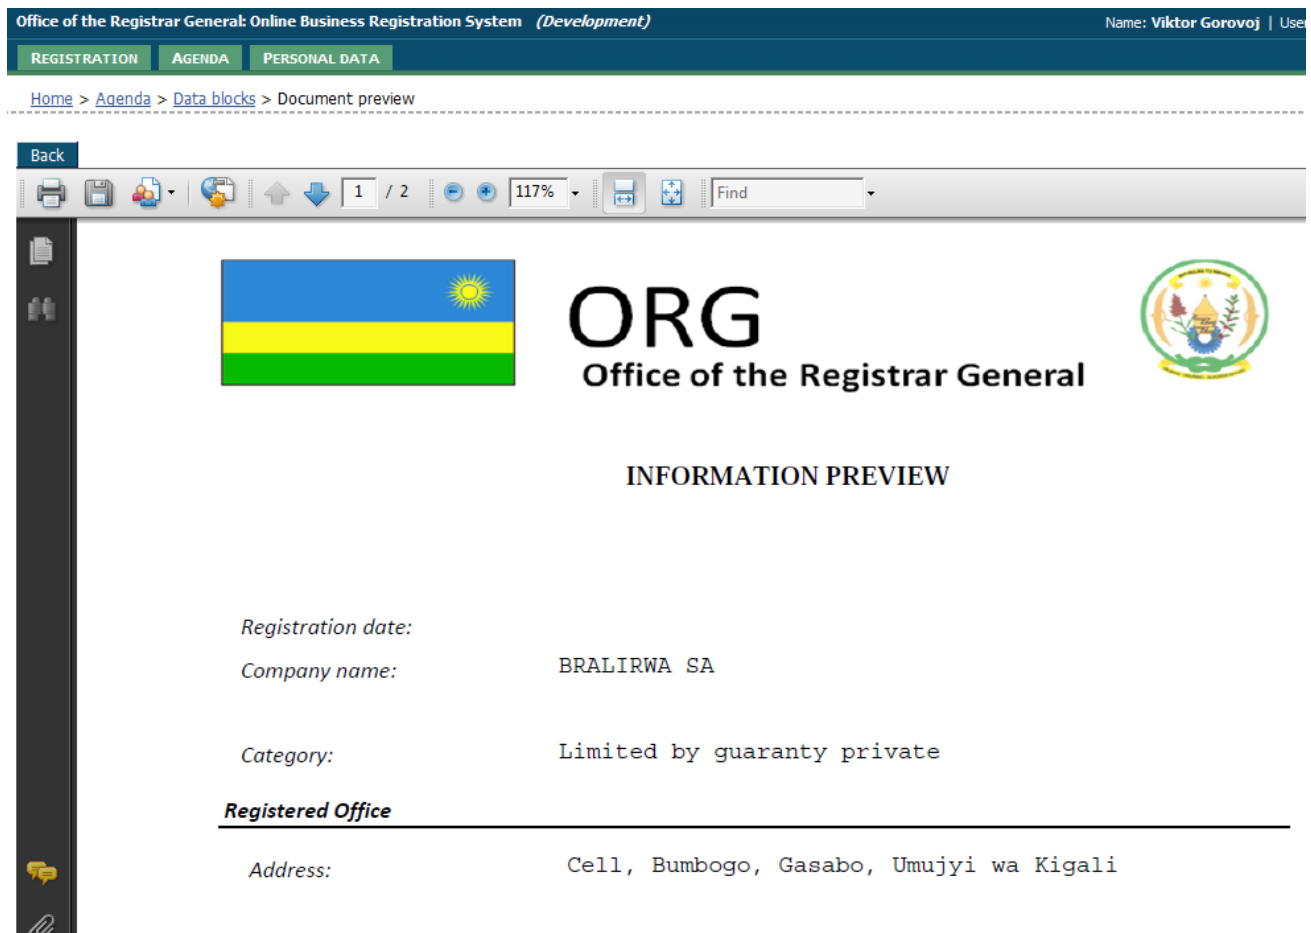 Office of the Registrar General: Online Business Registration System (Development) Name: Viktor Gorovoj | User
REGISTRATION AGENDA PERSONAL DATA
Home > Agenda > Data blocks > Document preview
Back
1 / 2 117% Find
ORG
Office of the Registrar General
INFORMATION PREVIEW
Registration date:
Company name: BRALIRWA SA
Category: Limited by guaranty private
Registered Office
Address: Cell, Bumbogo, Gasabo, Umujyi wa Kigali